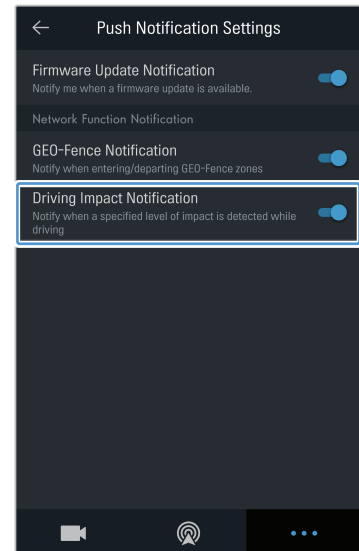 Push Notification Settings
Firmware Update Notification
Notify me when a firmware update is available.
Network Function Notification
GEO-Fence Notification
Notify when entering/departing GEO-Fence zones
Driving Impact Notification
Notify when a specified level of impact is detected while
driving